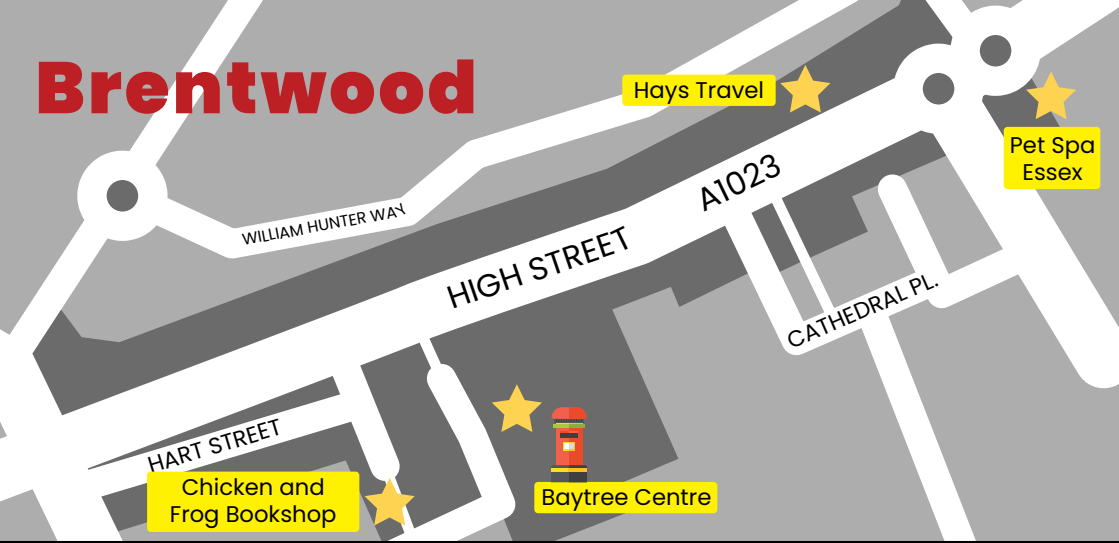 Brentwood
Hays Travel
Pet Spa
Essex
A1023
WILLIAM HUNTER WAY
HIGH STREET
CATHEDRAL PL.
HART STREET
Chicken and
Frog Bookshop
Baytree Centre